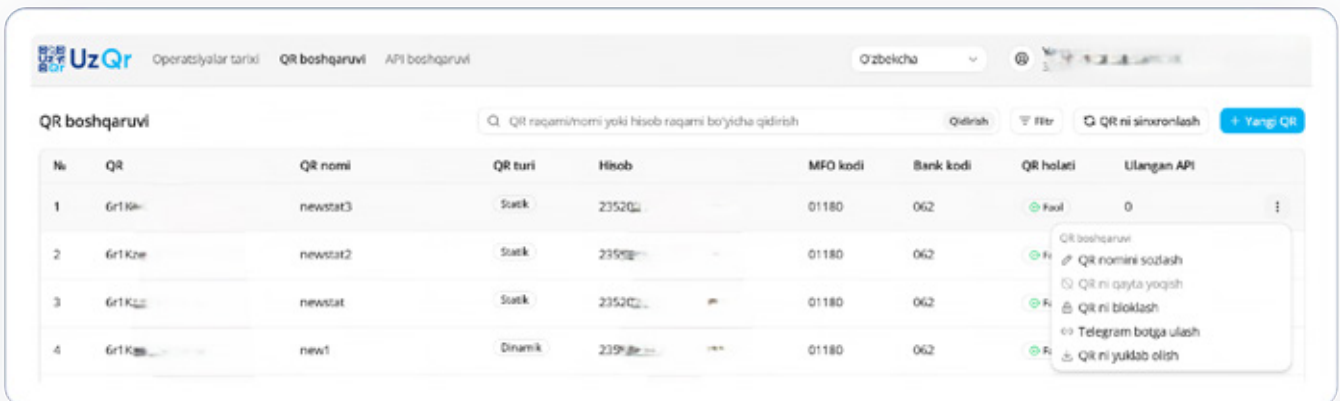 UzQr Operatsiyalar tarixi QR boshqaruvi API boshqaruvi O'zbekcha
QR boshqaruvi QR raqami/nomi yoki hisob raqami bo'yicha qidirish Qidirish Filtr QR ni sinxronlash + Yangi QR
№ QR QR nomi QR turi Hisob MFO kodi Bank kodi QR holati Ulangan API
1 newstat3 Statik 01180 062 Faol 0
2 newstat2 Statik 01180 062
3 newstat Statik 01180 062
4 new1 Dinamik 01180 062
QR boshqaruvi
QR nomini sozlash
QR ni qayta yoqish
QR ni bloklash
Telegram botga ulash
QR ni yuklab olish